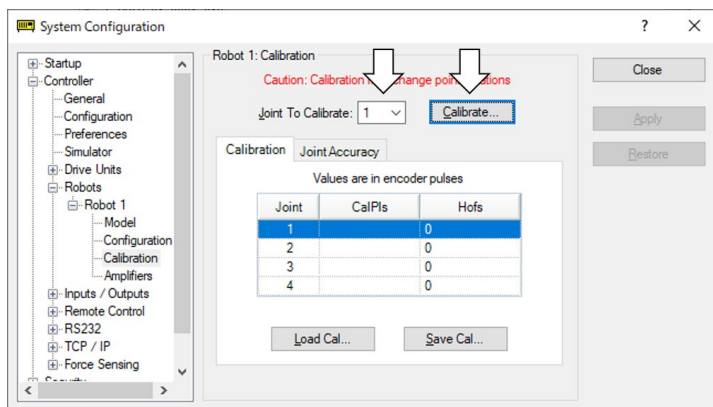 System Configuration
? X
Startup
Controller
General
Configuration
Preferences
Simulator
Drive Units
Robots
Robot 1
Model
Configuration
Calibration
Amplifiers
Inputs / Outputs
Remote Control
RS232
TCP / IP
Force Sensing
Robot 1: Calibration
Caution: Calibration
Joint To Calibrate: 1
Calibrate...
Calibration Joint Accuracy
Values are in encoder pulses
Joint CalPls Hofs
1 0
2 0
3 0
4 0
Load Cal... Save Cal...
Close
Apply
Restore